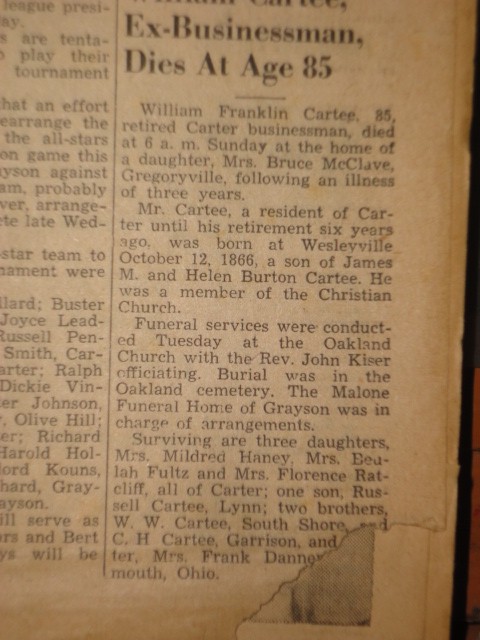 league presi-
ay.
s are tenta-
play their
tournament
hat an effort
earrange the
the all-stars
on game this
yson against
am, probably
ver, arrange-
te late Wed-
-star team to
nament were
llard; Buster
Joyce Lead-
Russell Pen-
Smith, Car-
arter; Ralph
Dickie Vin-
er Johnson,
, Olive Hill;
er; Richard
Harold Hol-
ford Kouns,
hard, Gray-
ayson.
ill serve as
ars and Bert
ys will be
William Cartee,
Ex-Businessman,
Dies At Age 85
William Franklin Cartee, 85,
retired Carter businessman, died
at 6 a. m. Sunday at the home of
a daughter, Mrs. Bruce McClave,
Gregoryville, following an illness
of three years.
Mr. Cartee, a resident of Car-
ter until his retirement six years
ago, was born at Wesleyville
October 12, 1866, a son of James
M. and Helen Burton Cartee. He
was a member of the Christian
Church.
Funeral services were conduct-
ed Tuesday at the Oakland
Church with the Rev. John Kiser
officiating. Burial was in the
Oakland cemetery. The Malone
Funeral Home of Grayson was in
charge of arrangements.
Surviving are three daughters,
Mrs. Mildred Haney, Mrs. Beu-
lah Fultz and Mrs. Florence Rat-
cliff, all of Carter; one son, Rus-
sell Cartee, Lynn; two brothers,
W. W. Cartee, South Shore, and
C. H Cartee, Garrison, and
ter, Mrs. Frank Danner
mouth, Ohio.